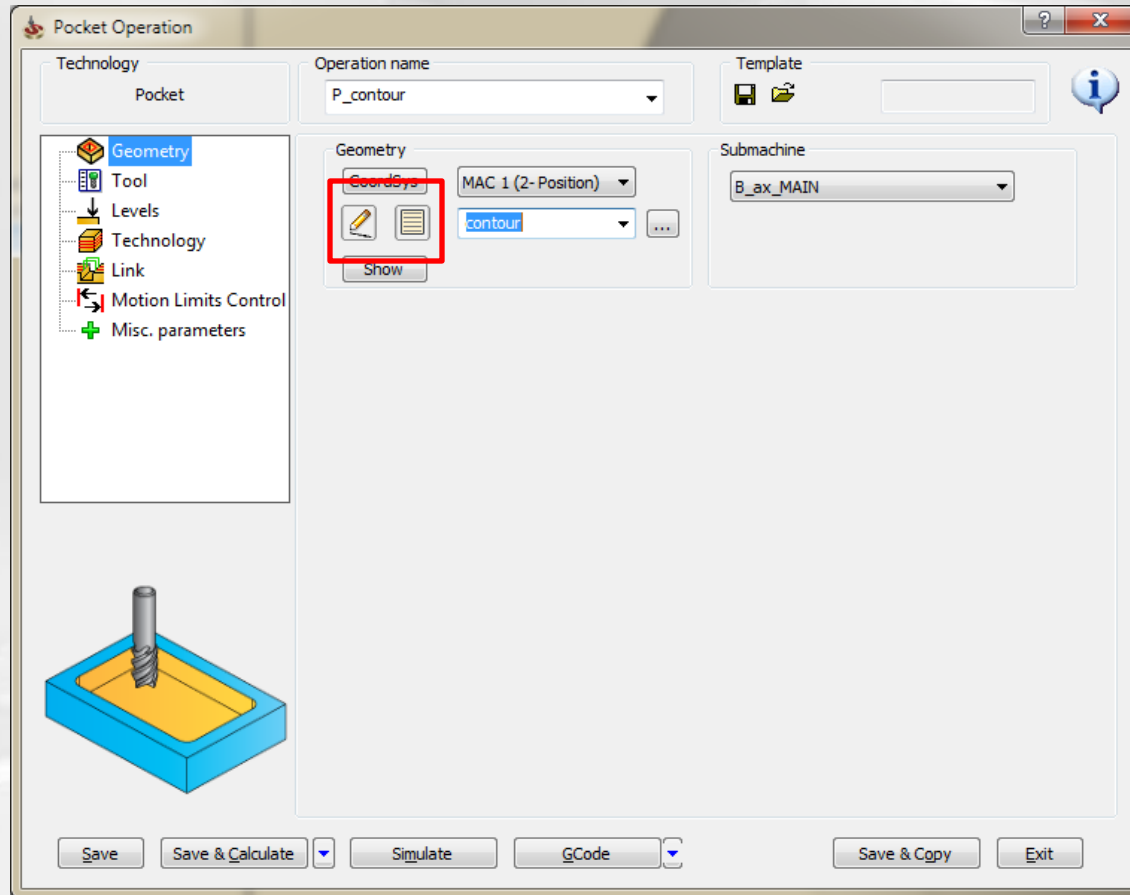 Pocket Operation
Technology
Pocket
Operation name
P_contour
Template
Geometry
Tool
Levels
Technology
Link
Motion Limits Control
Misc. parameters
Geometry
CoordSys
MAC 1 (2- Position)
contour
...
Show
Submachine
B_ax_MAIN
Save
Save & Calculate
Simulate
GCode
Save & Copy
Exit